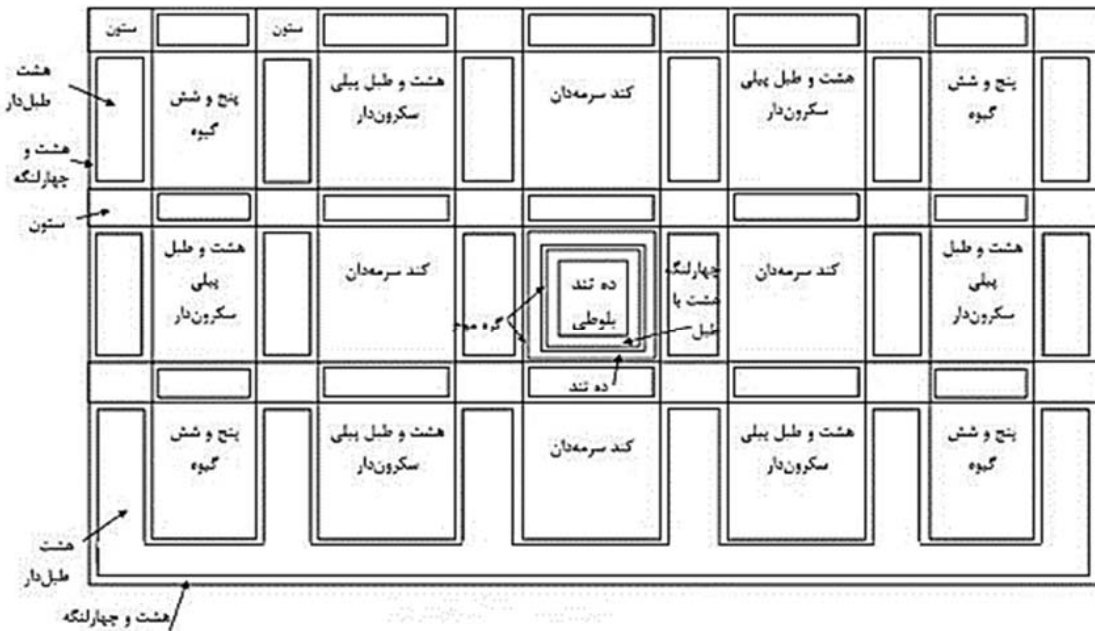 ستون
ستون
هشت
طبل‌دار
پنج و شش
گیوه
هشت و طبل پیلی
سکرون‌دار
کند سرمه‌دان
هشت و طبل پیلی
سکرون‌دار
پنج و شش
گیوه
هشت و
چهارلنگه
ستون
هشت و طبل
پیلی
سکرون‌دار
کند سرمه‌دان
گره موج
ده تند
بلوطی
چهارلنگه
هشت با
طبل
ده تند
کند سرمه‌دان
هشت و طبل
پیلی
سکرون‌دار
پنج و شش
گیوه
هشت و طبل پیلی
سکرون‌دار
کند سرمه‌دان
هشت و طبل پیلی
سکرون‌دار
پنج و شش
گیوه
هشت
طبل‌دار
هشت و چهارلنگه